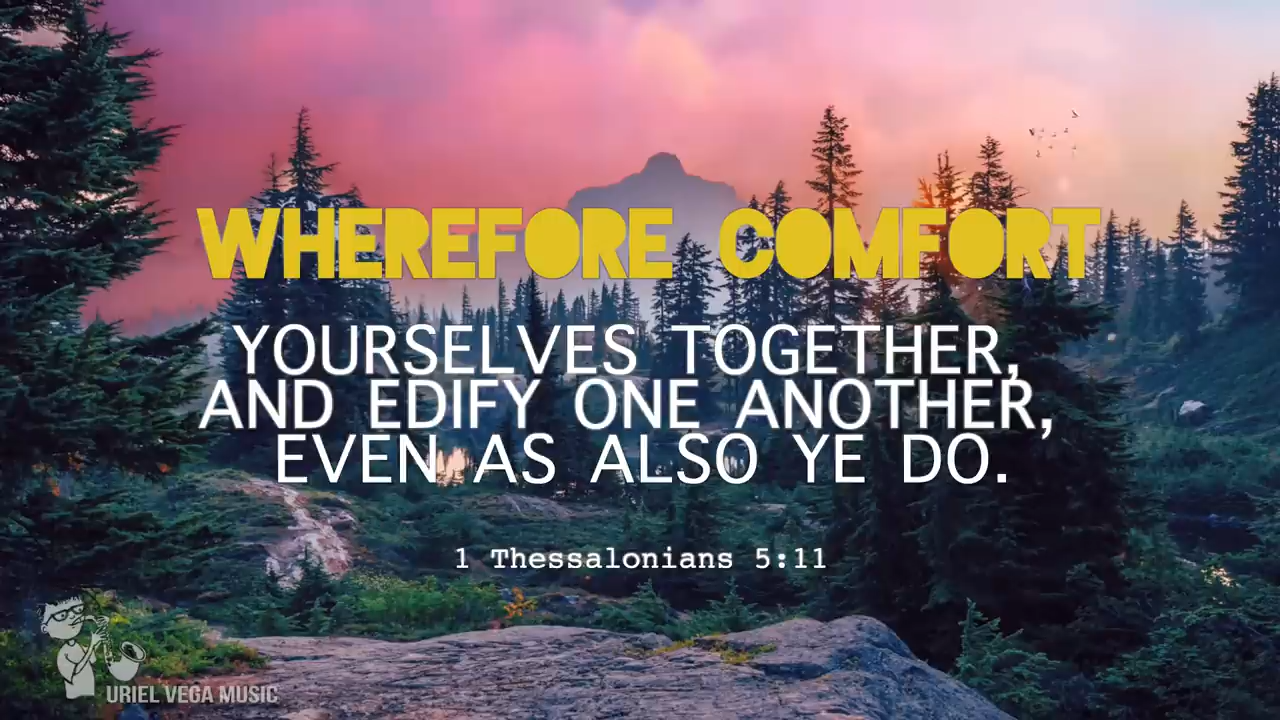 WHEREFORE COMFORT
YOURSELVES TOGETHER,
AND EDIFY ONE ANOTHER,
EVEN AS ALSO YE DO.
1 Thessalonians 5:11
URIEL VEGA MUSIC